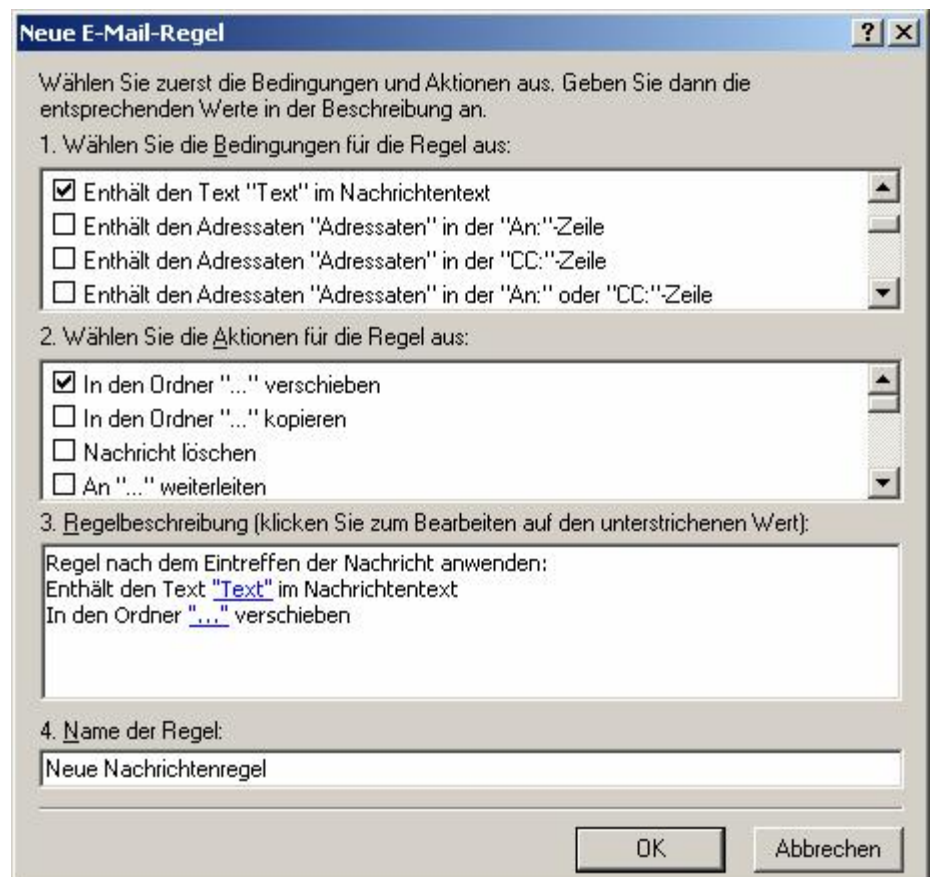 Neue E-Mail-Regel
Wählen Sie zuerst die Bedingungen und Aktionen aus. Geben Sie dann die
entsprechenden Werte in der Beschreibung an.
1. Wählen Sie die Bedingungen für die Regel aus:
Enthält den Text "Text" im Nachrichtentext
Enthält den Adressaten "Adressaten" in der "An:"-Zeile
Enthält den Adressaten "Adressaten" in der "CC:"-Zeile
Enthält den Adressaten "Adressaten" in der "An:" oder "CC:"-Zeile
2. Wählen Sie die Aktionen für die Regel aus:
In den Ordner "..." verschieben
In den Ordner "..." kopieren
Nachricht löschen
An "..." weiterleiten
3. Regelbeschreibung (klicken Sie zum Bearbeiten auf den unterstrichenen Wert):
Regel nach dem Eintreffen der Nachricht anwenden:
Enthält den Text "Text" im Nachrichtentext
In den Ordner "..." verschieben
4. Name der Regel:
Neue Nachrichtenregel
OK Abbrechen